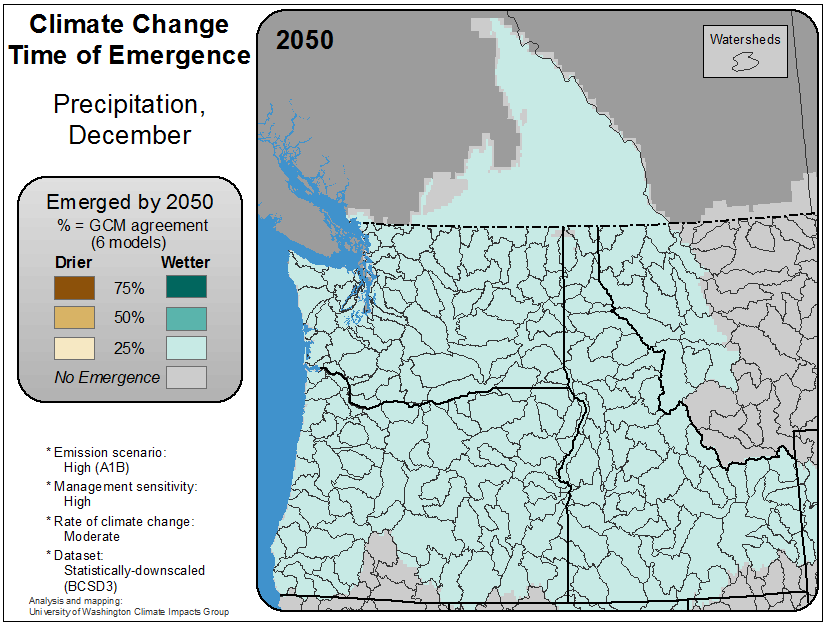 Climate Change
Time of Emergence
Precipitation,
December
Emerged by 2050
% = GCM agreement
(6 models)
Drier Wetter
75%
50%
25%
No Emergence
* Emission scenario:
High (A1B)
* Management sensitivity:
High
* Rate of climate change:
Moderate
* Dataset:
Statistically-downscaled
(BCSD3)
Analysis and mapping:
University of Washington Climate Impacts Group
2050
Watersheds